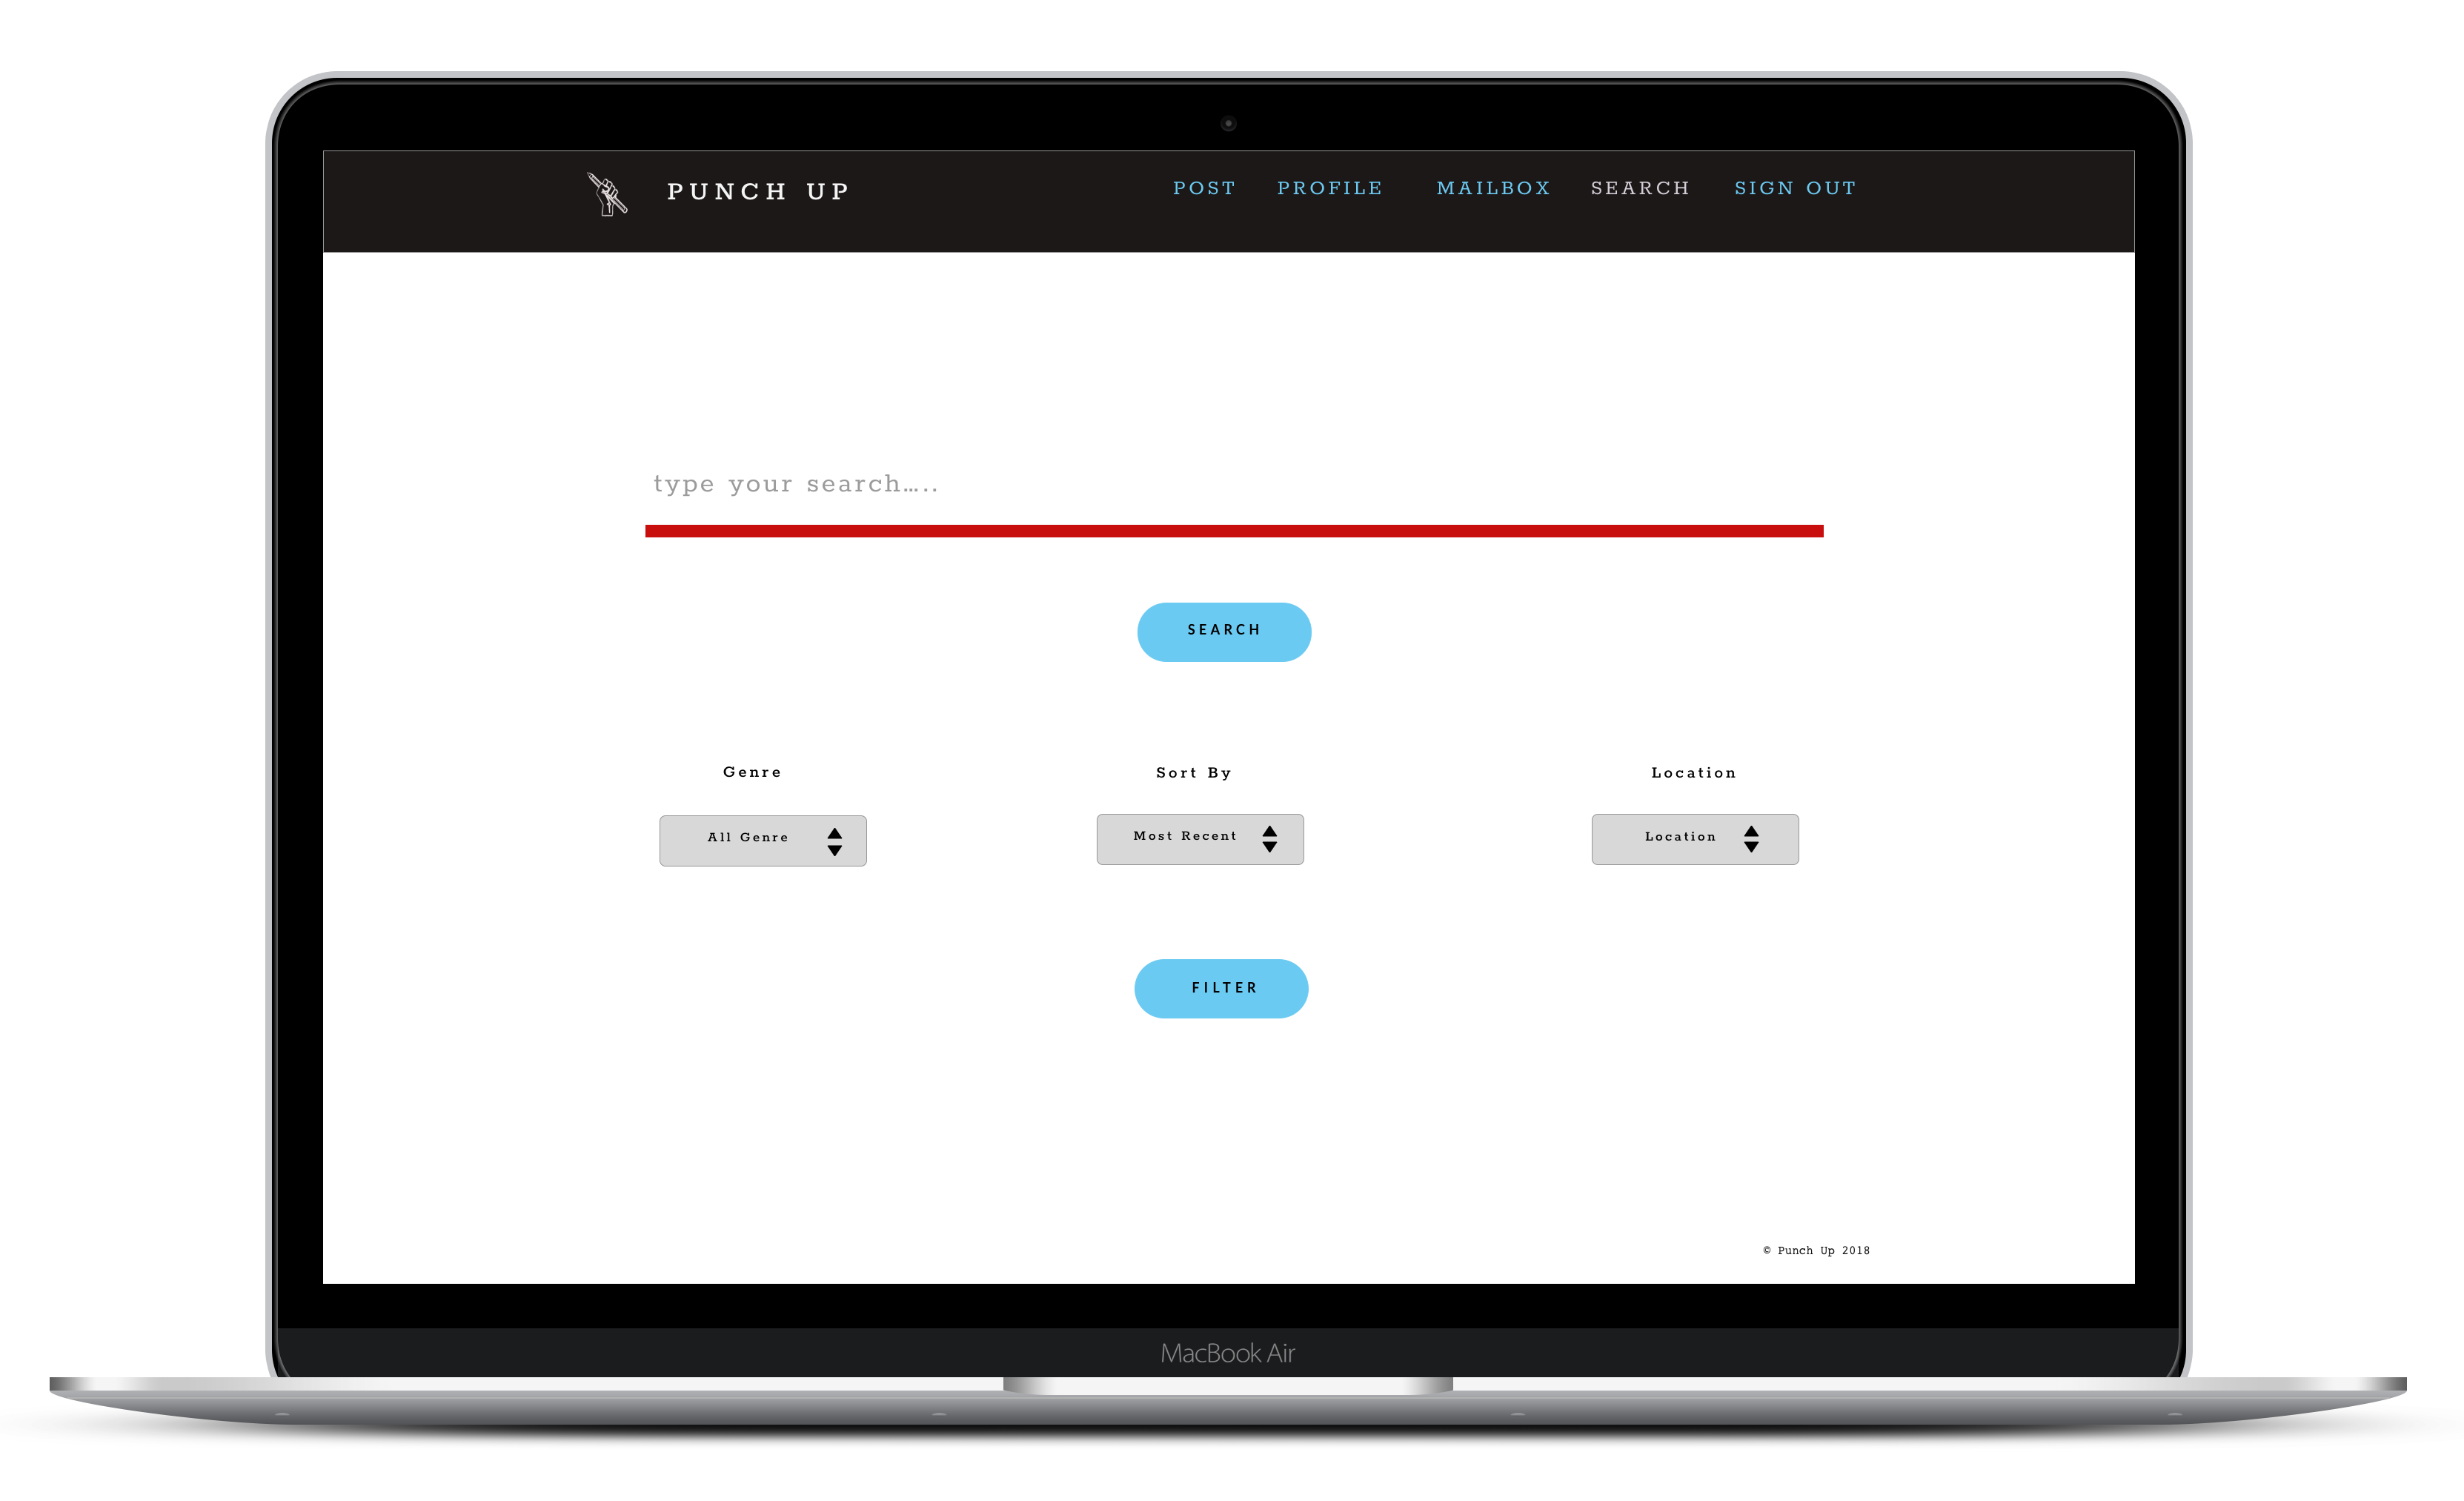 PUNCH UP POST PROFILE MAILBOX SEARCH SIGN OUT
type your search…..
SEARCH
Genre Sort By Location
All Genre Most Recent Location
FILTER
© Punch Up 2018
MacBook Air